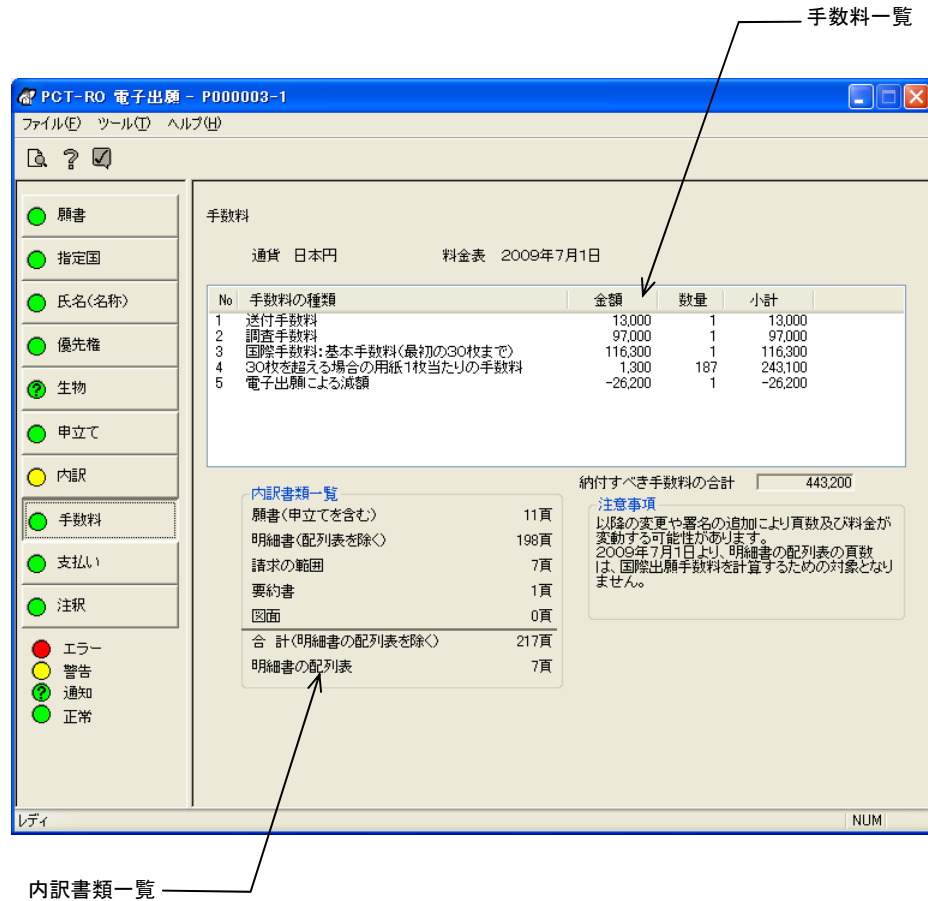 手数料一覧
PCT-RO 電子出願 - P000003-1
ファイル(F) ツール(T) ヘルプ(H)
願書
指定国
氏名(名称)
優先権
生物
申立て
内訳
手数料
支払い
注釈
エラー
警告
通知
正常
手数料
通貨 日本円 料金表 2009年7月1日
No 手数料の種類 金額 数量 小計
1 送付手数料 13,000 1 13,000
2 調査手数料 97,000 1 97,000
3 国際手数料:基本手数料(最初の30枚まで) 116,300 1 116,300
4 30枚を超える場合の用紙1枚当たりの手数料 1,300 187 243,100
5 電子出願による減額 -26,200 1 -26,200
納付すべき手数料の合計 443,200
内訳書類一覧
願書(申立てを含む) 11頁
明細書(配列表を除く) 198頁
請求の範囲 7頁
要約書 1頁
図面 0頁
合 計(明細書の配列表を除く) 217頁
明細書の配列表 7頁
注意事項
以降の変更や署名の追加により頁数及び料金が
変動する可能性があります。
2009年7月1日より、明細書の配列表の頁数
は、国際出願手数料を計算するための対象となり
ません。
レディ NUM
内訳書類一覧